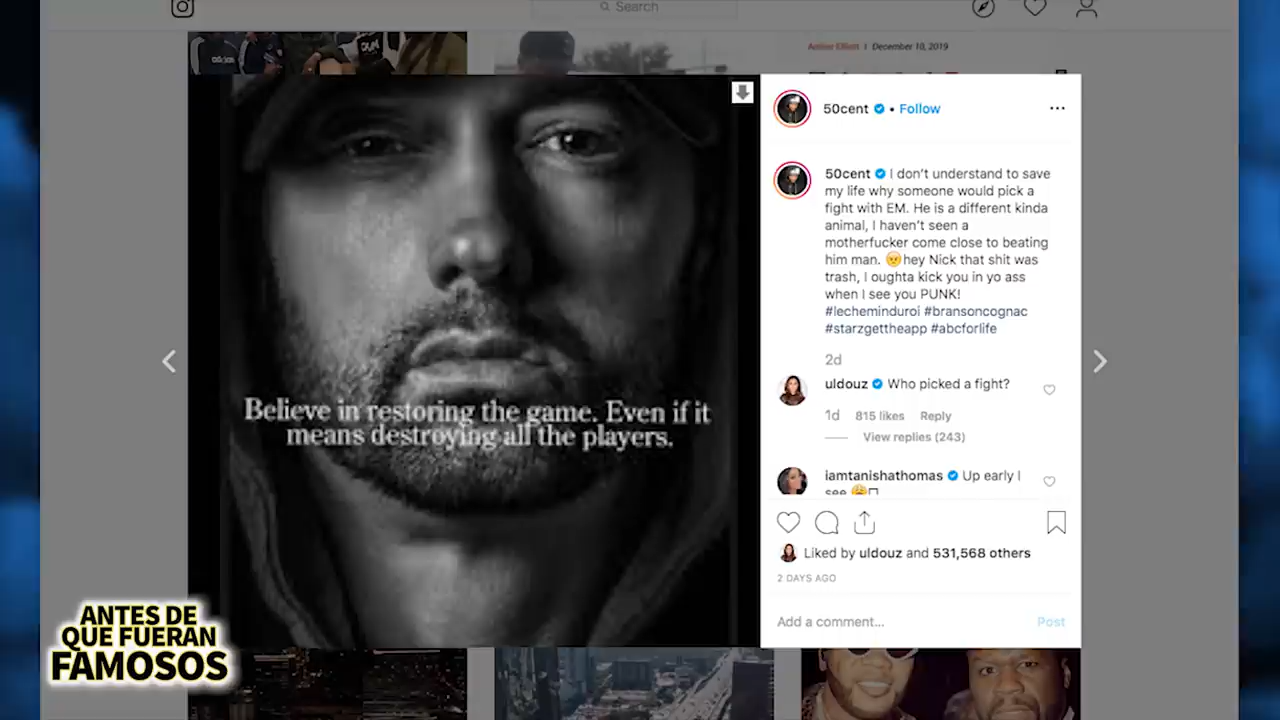 Search
Amber Elliott | December 10, 2019
50cent • Follow
50cent I don't understand to save
my life why someone would pick a
fight with EM. He is a different kinda
animal, I haven't seen a
motherfucker come close to beating
him man. 😠hey Nick that shit was
trash, I oughta kick you in yo ass
when I see you PUNK!
#lecheminduroi #bransoncognac
#starzgettheapp #abcforlife
2d
uldouz Who picked a fight?
1d 815 likes Reply
View replies (243)
iamtanishathomas Up early I
see 😩
Liked by uldouz and 531,568 others
2 DAYS AGO
Add a comment... Post
Believe in restoring the game. Even if it
means destroying all the players.
ANTES DE
QUE FUERAN
FAMOSOS